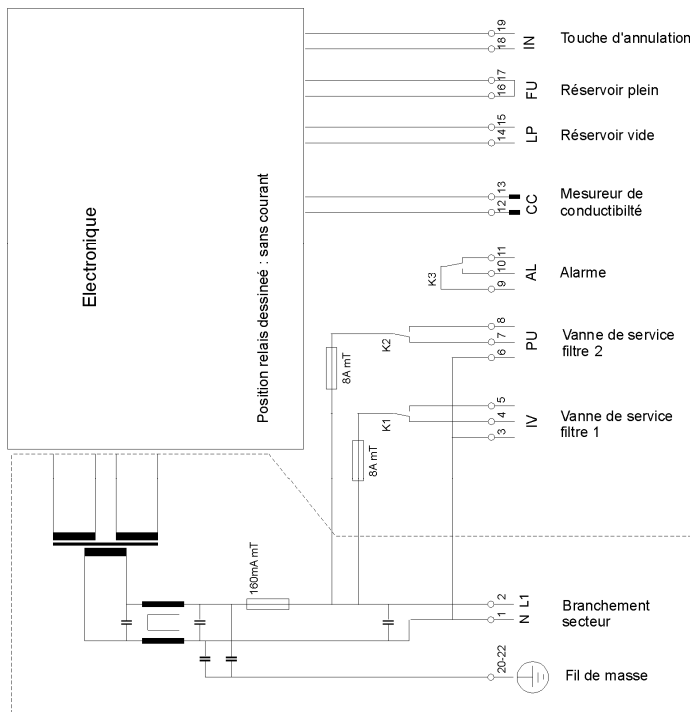 19
18
IN
Touche d'annulation
17
16
FU
Réservoir plein
15
14
LP
Réservoir vide
13
12
CC
Mesureur de
conductibilté
Electronique
Position relais dessineé : sans courant
11
10
9
K3
AL
Alarme
8
7
6
K2
PU
Vanne de service
filtre 2
8A mT
5
4
3
K1
IV
Vanne de service
filtre 1
8A mT
160mA mT
2 L1
1 N
Branchement
secteur
20-22
Fil de masse